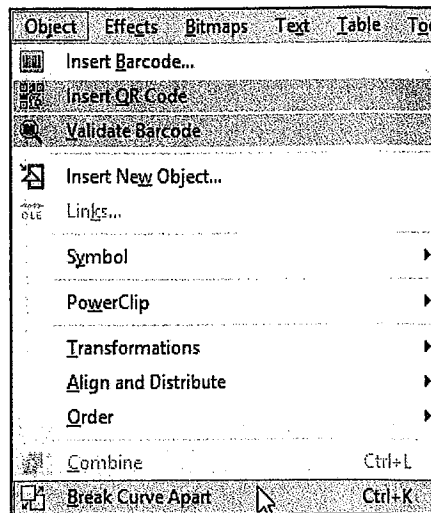 Object Effects Bitmaps Text Table
Insert Barcode...
Insert QR Code
Validate Barcode
Insert New Object...
OLE Links...
Symbol
PowerClip
Transformations
Align and Distribute
Order
Combine Ctrl+L
Break Curve Apart Ctrl+K